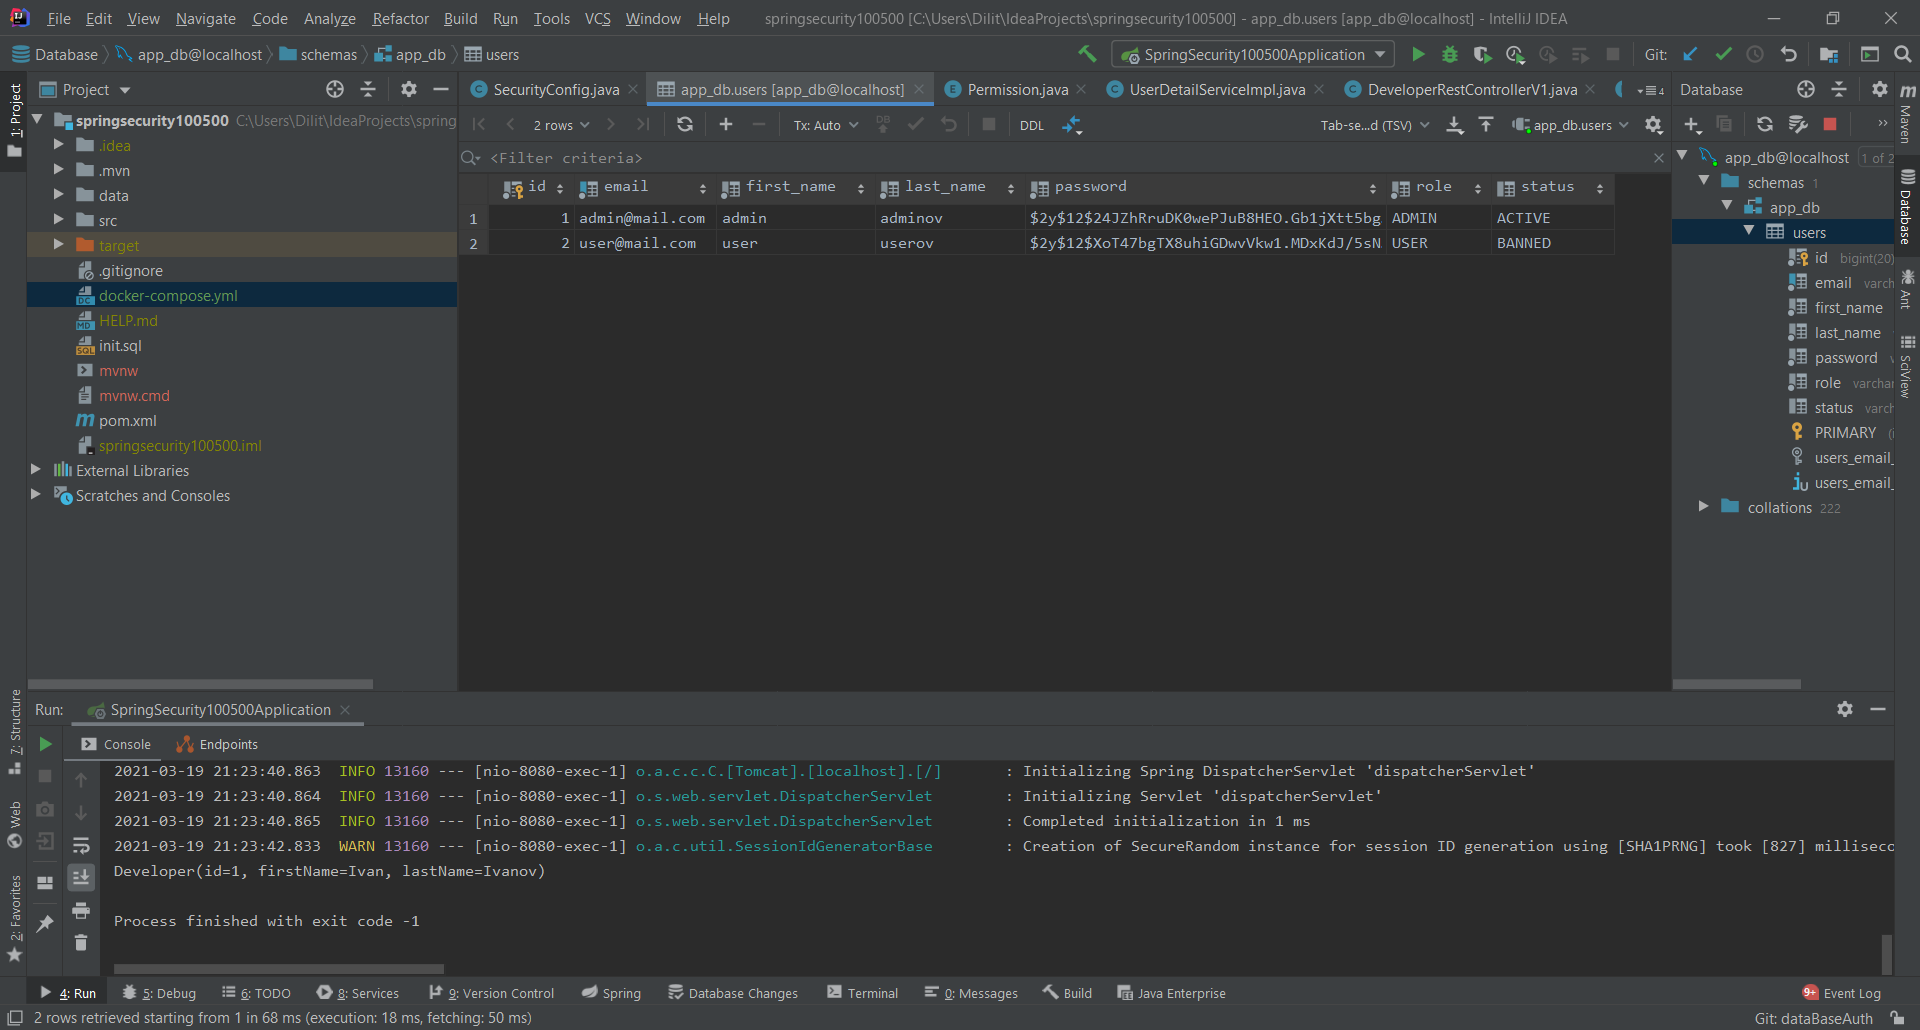 File Edit View Navigate Code Analyze Refactor Build Run Tools VCS Window Help springsecurity100500 [C:\Users\Dilit\IdeaProjects\springsecurity100500] - app_db.users [app_db@localhost] - IntelliJ IDEA
Database app_db@localhost schemas app_db users SpringSecurity100500Application Git:
1: Project
Project
SecurityConfig.java app_db.users [app_db@localhost] Permission.java UserDetailServiceImpl.java DeveloperRestControllerV1.java 4
Database
springsecurity100500 C:\Users\Dilit\IdeaProjects\spring
.idea
.mvn
data
src
target
.gitignore
docker-compose.yml
HELP.md
init.sql
mvnw
mvnw.cmd
pom.xml
springsecurity100500.iml
External Libraries
Scratches and Consoles
2 rows Tx: Auto DB DDL Tab-se...d (TSV) app_db.users
<Filter criteria>
id email first_name last_name password role status
1 1 admin@mail.com admin adminov $2y$12$24JZhRruDK0wePJuB8HEO.Gb1jXtt5bg ADMIN ACTIVE
2 2 user@mail.com user userov $2y$12$XoT47bgTX8uhiGDwvVkw1.MDxKdJ/5sN USER BANNED
app_db@localhost 1 of 2
schemas 1
app_db
users
id bigint(20)
email varch
first_name
last_name
password
role varchar
status varch
PRIMARY
users_email_
users_email_
collations 222
Maven
Database
Ant
SciView
7: Structure
Web
2: Favorites
Run: SpringSecurity100500Application
Console Endpoints
2021-03-19 21:23:40.863 INFO 13160 --- [nio-8080-exec-1] o.a.c.c.C.[Tomcat].[localhost].[/] : Initializing Spring DispatcherServlet 'dispatcherServlet'
2021-03-19 21:23:40.864 INFO 13160 --- [nio-8080-exec-1] o.s.web.servlet.DispatcherServlet : Initializing Servlet 'dispatcherServlet'
2021-03-19 21:23:40.865 INFO 13160 --- [nio-8080-exec-1] o.s.web.servlet.DispatcherServlet : Completed initialization in 1 ms
2021-03-19 21:23:42.833 WARN 13160 --- [nio-8080-exec-1] o.a.c.util.SessionIdGeneratorBase : Creation of SecureRandom instance for session ID generation using [SHA1PRNG] took [827] milliseco
Developer(id=1, firstName=Ivan, lastName=Ivanov)
Process finished with exit code -1
4: Run 5: Debug 6: TODO 8: Services 9: Version Control Spring Database Changes Terminal 0: Messages Build Java Enterprise 9+ Event Log
2 rows retrieved starting from 1 in 68 ms (execution: 18 ms, fetching: 50 ms) Git: dataBaseAuth